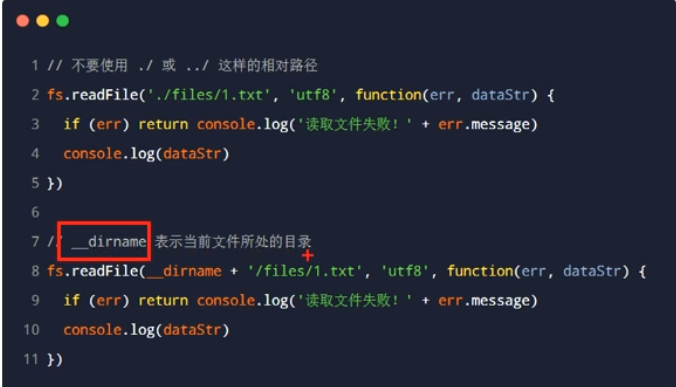 1 // 不要使用 ./ 或 ../ 这样的相对路径
2 fs.readFile('./files/1.txt', 'utf8', function(err, dataStr) {
3   if (err) return console.log('读取文件失败！' + err.message)
4   console.log(dataStr)
5 })
6
7 // __dirname 表示当前文件所处的目录
8 fs.readFile(__dirname + '/files/1.txt', 'utf8', function(err, dataStr) {
9   if (err) return console.log('读取文件失败！' + err.message)
10   console.log(dataStr)
11 })